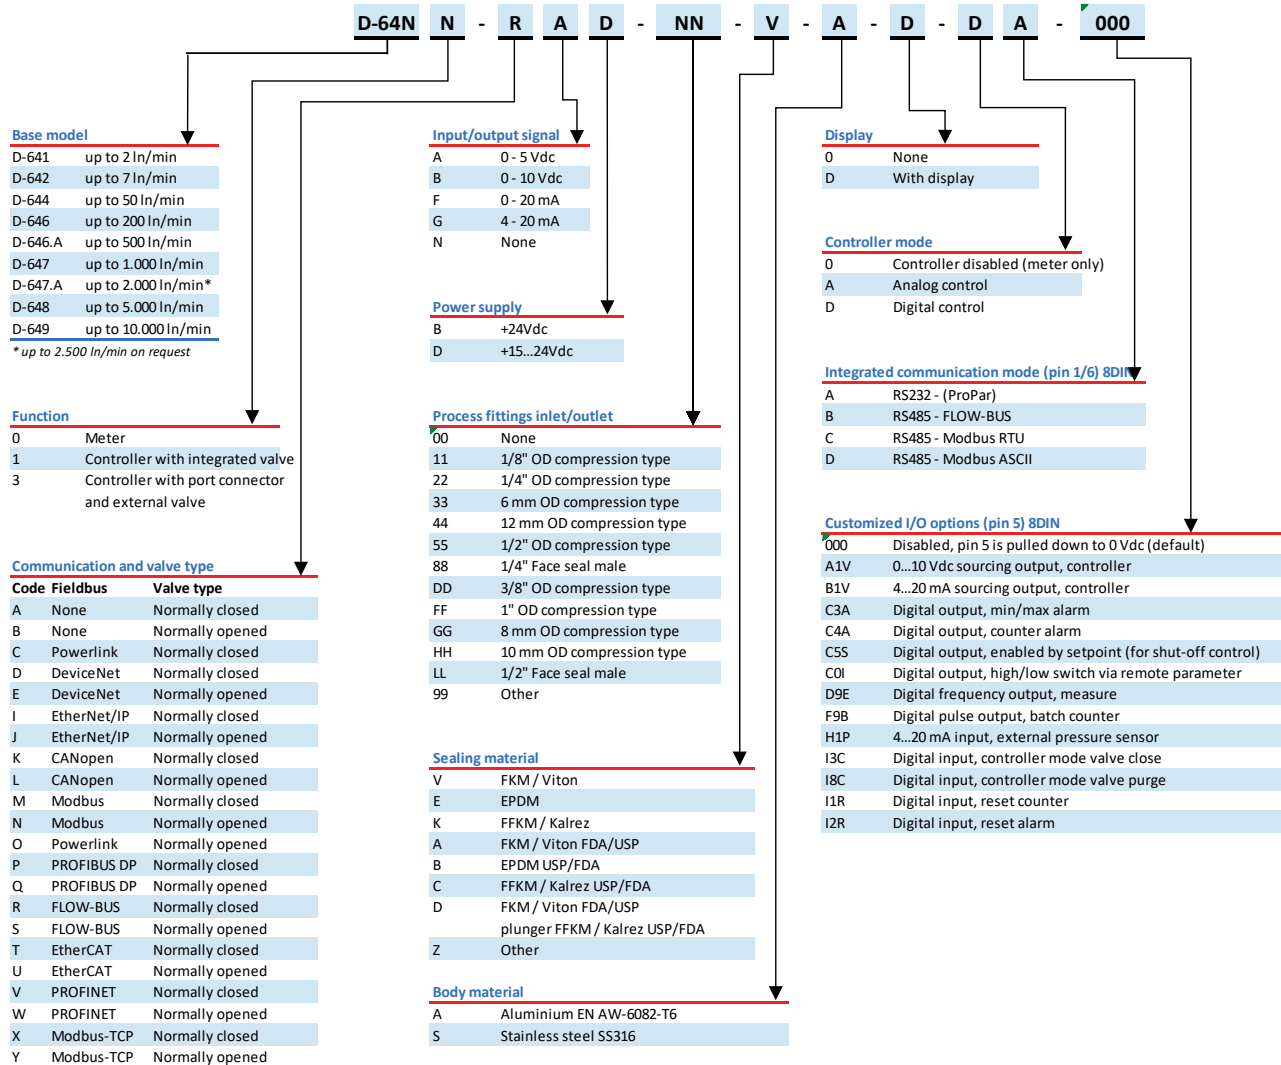 D-64N N - R A D - NN - V - A - D - D A - 000
Base model
D-641 up to 2 ln/min
D-642 up to 7 ln/min
D-644 up to 50 ln/min
D-646 up to 200 ln/min
D-646.A up to 500 ln/min
D-647 up to 1.000 ln/min
D-647.A up to 2.000 ln/min*
D-648 up to 5.000 ln/min
D-649 up to 10.000 ln/min
* up to 2.500 ln/min on request
Function
0 Meter
1 Controller with integrated valve
3 Controller with port connector
and external valve
Communication and valve type
Code Fieldbus Valve type
A None Normally closed
B None Normally opened
C Powerlink Normally closed
D DeviceNet Normally closed
E DeviceNet Normally opened
I EtherNet/IP Normally closed
J EtherNet/IP Normally opened
K CANopen Normally closed
L CANopen Normally opened
M Modbus Normally closed
N Modbus Normally opened
O Powerlink Normally opened
P PROFIBUS DP Normally closed
Q PROFIBUS DP Normally opened
R FLOW-BUS Normally closed
S FLOW-BUS Normally opened
T EtherCAT Normally closed
U EtherCAT Normally opened
V PROFINET Normally closed
W PROFINET Normally opened
X Modbus-TCP Normally closed
Y Modbus-TCP Normally opened
Input/output signal
A 0 - 5 Vdc
B 0 - 10 Vdc
F 0 - 20 mA
G 4 - 20 mA
N None
Power supply
B +24Vdc
D +15...24Vdc
Process fittings inlet/outlet
00 None
11 1/8" OD compression type
22 1/4" OD compression type
33 6 mm OD compression type
44 12 mm OD compression type
55 1/2" OD compression type
88 1/4" Face seal male
DD 3/8" OD compression type
FF 1" OD compression type
GG 8 mm OD compression type
HH 10 mm OD compression type
LL 1/2" Face seal male
99 Other
Sealing material
V FKM / Viton
E EPDM
K FFKM / Kalrez
A FKM / Viton FDA/USP
B EPDM USP/FDA
C FFKM / Kalrez USP/FDA
D FKM / Viton FDA/USP
plunger FFKM / Kalrez USP/FDA
Z Other
Body material
A Aluminium EN AW-6082-T6
S Stainless steel SS316
Display
0 None
D With display
Controller mode
0 Controller disabled (meter only)
A Analog control
D Digital control
Integrated communication mode (pin 1/6) 8DIN
A RS232 - (ProPar)
B RS485 - FLOW-BUS
C RS485 - Modbus RTU
D RS485 - Modbus ASCII
Customized I/O options (pin 5) 8DIN
000 Disabled, pin 5 is pulled down to 0 Vdc (default)
A1V 0...10 Vdc sourcing output, controller
B1V 4...20 mA sourcing output, controller
C3A Digital output, min/max alarm
C4A Digital output, counter alarm
C5S Digital output, enabled by setpoint (for shut-off control)
C0I Digital output, high/low switch via remote parameter
D9E Digital frequency output, measure
F9B Digital pulse output, batch counter
H1P 4...20 mA input, external pressure sensor
I3C Digital input, controller mode valve close
I8C Digital input, controller mode valve purge
I1R Digital input, reset counter
I2R Digital input, reset alarm